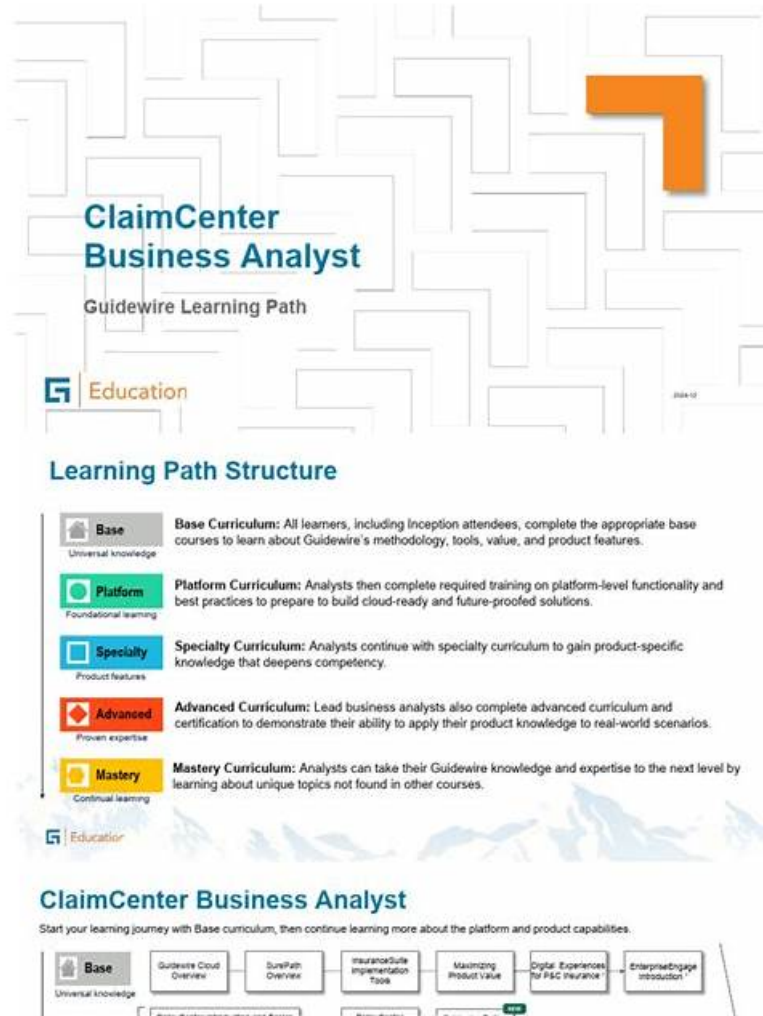 ClaimCenter
Business Analyst
Guidewire Learning Path
Education
Learning Path Structure
Base
Universal knowledge
Base Curriculum: All learners, including Inception attendees, complete the appropriate base
courses to learn about Guidewire's methodology, tools, value, and product features.
Platform
Foundational learning
Platform Curriculum: Analysts then complete required training on platform-level functionality and
best practices to prepare to build cloud-ready and future-proofed solutions.
Specialty
Product features
Specialty Curriculum: Analysts continue with specialty curriculum to gain product-specific
knowledge that deepens competency.
Advanced
Proven expertise
Advanced Curriculum: Lead business analysts also complete advanced curriculum and
certification to demonstrate their ability to apply their product knowledge to real-world scenarios.
Mastery
Continual learning
Mastery Curriculum: Analysts can take their Guidewire knowledge and expertise to the next level by
learning about unique topics not found in other courses.
Education
ClaimCenter Business Analyst
Start your learning journey with Base curriculum, then continue learning more about the platform and product capabilities.
Base
Universal knowledge
Guidewire Cloud
Overview
SurePath
Overview
InsuranceSuite
Implementation
Tools
Maximizing
Product Value
Digital Experiences
for P&C Insurance
EnterpriseEngage
Introduction
NEW